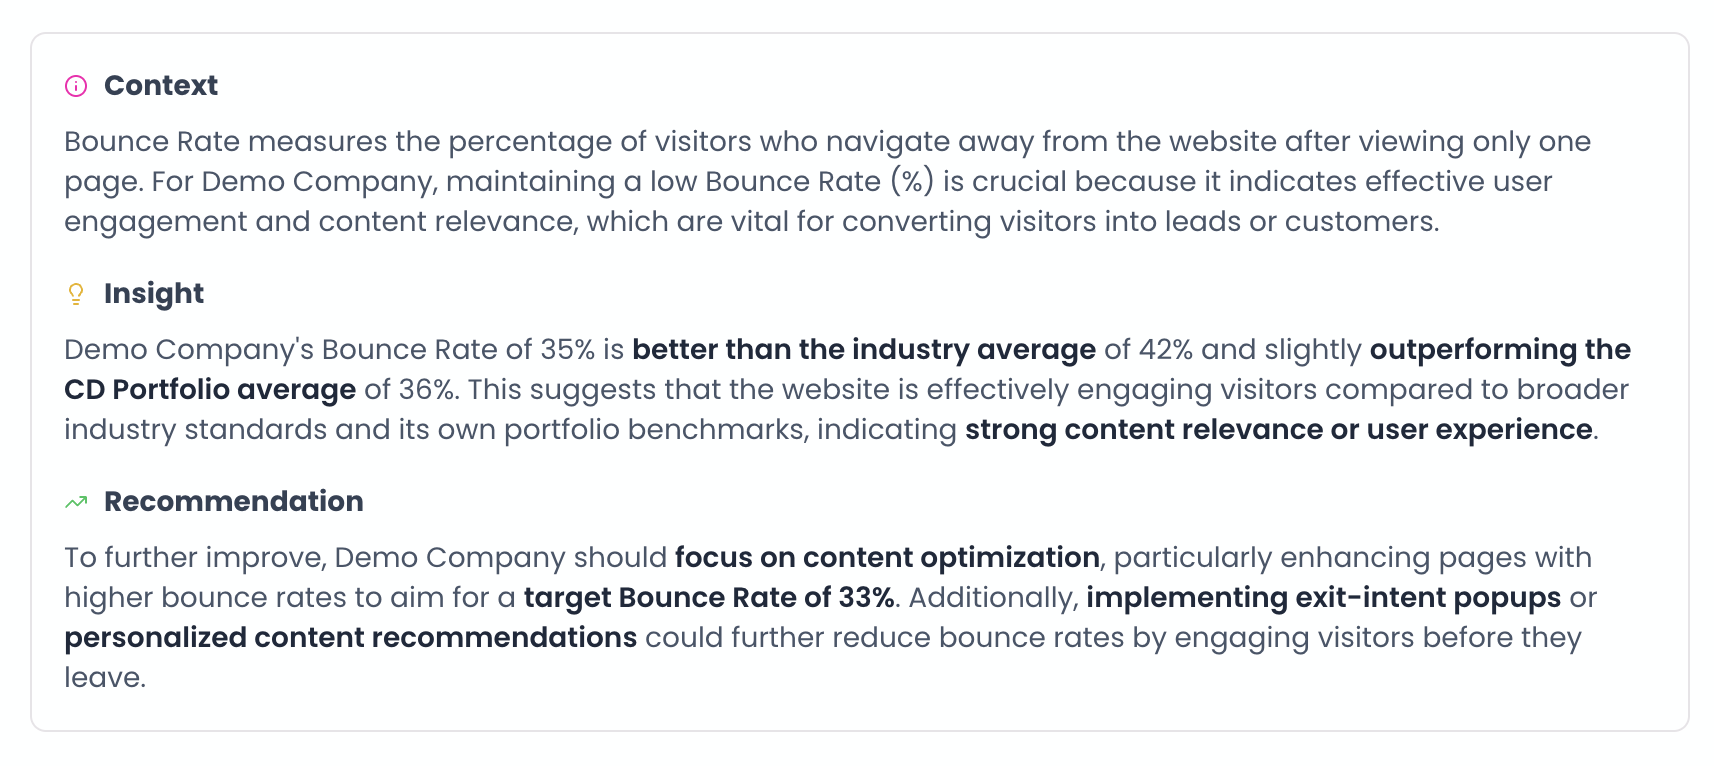 Context
Bounce Rate measures the percentage of visitors who navigate away from the website after viewing only one
page. For Demo Company, maintaining a low Bounce Rate (%) is crucial because it indicates effective user
engagement and content relevance, which are vital for converting visitors into leads or customers.
Insight
Demo Company's Bounce Rate of 35% is better than the industry average of 42% and slightly outperforming the
CD Portfolio average of 36%. This suggests that the website is effectively engaging visitors compared to broader
industry standards and its own portfolio benchmarks, indicating strong content relevance or user experience.
Recommendation
To further improve, Demo Company should focus on content optimization, particularly enhancing pages with
higher bounce rates to aim for a target Bounce Rate of 33%. Additionally, implementing exit-intent popups or
personalized content recommendations could further reduce bounce rates by engaging visitors before they
leave.